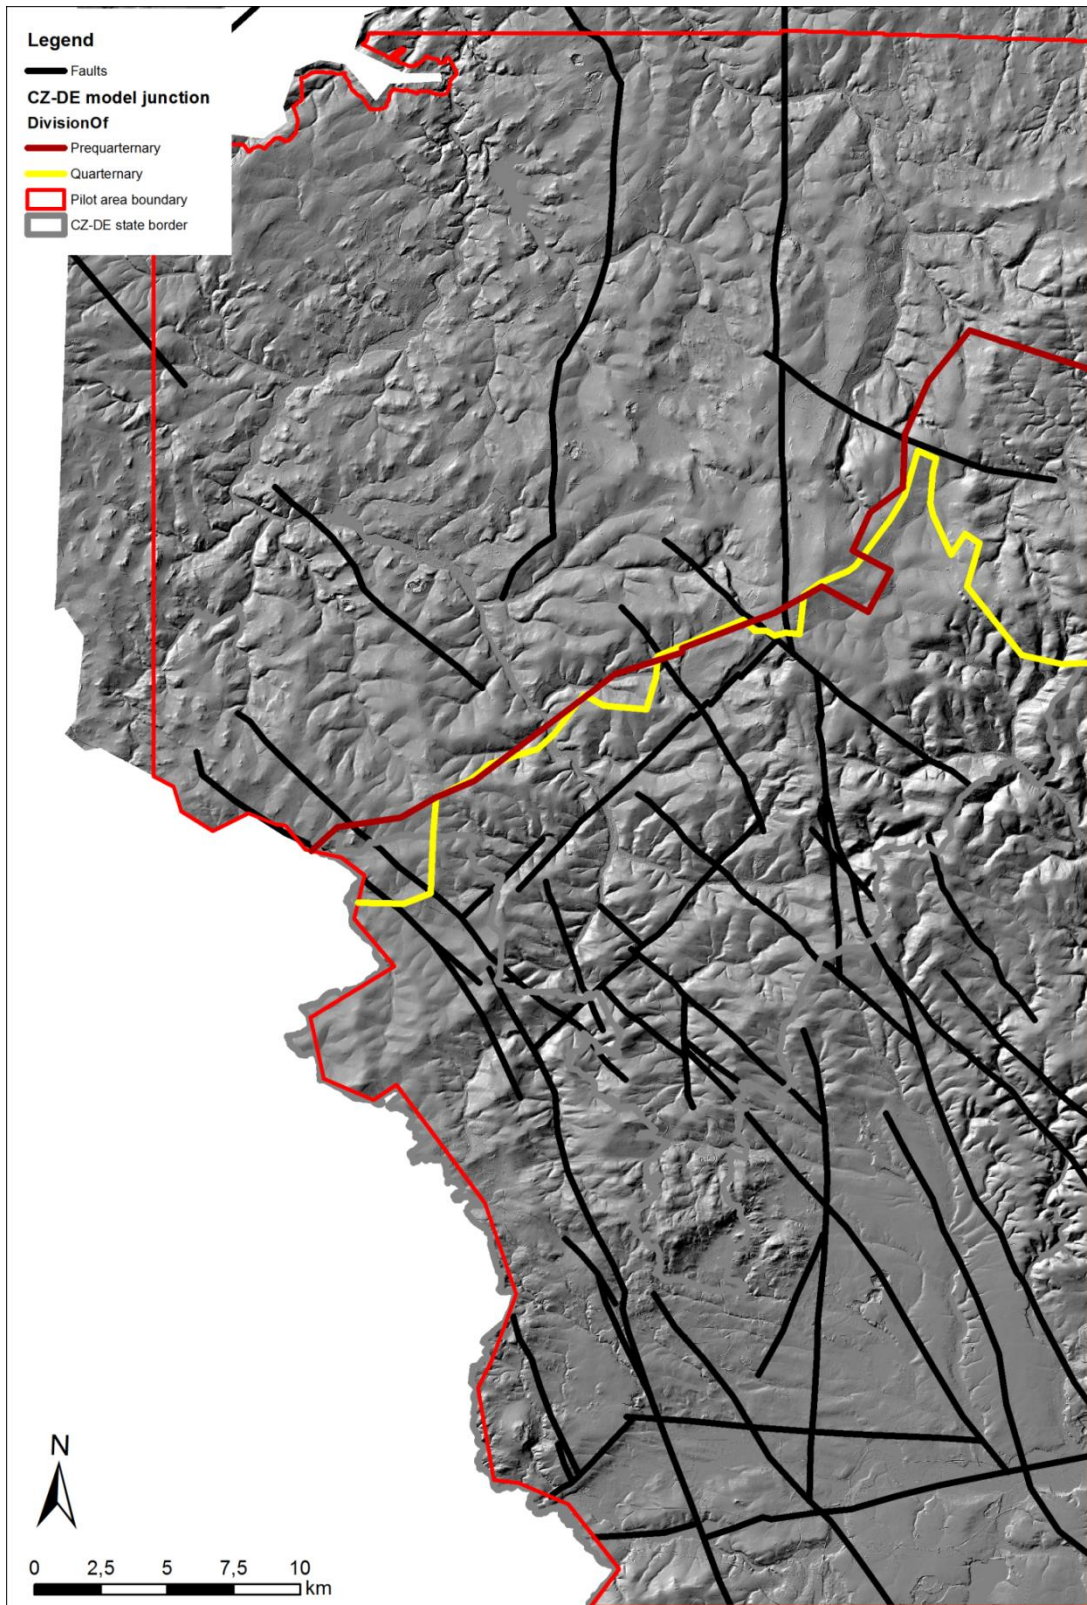 Legend
Faults
CZ-DE model junction
DivisionOf
Prequarternary
Quarternary
Pilot area boundary
CZ-DE state border
N
0 2,5 5 7,5 10
km